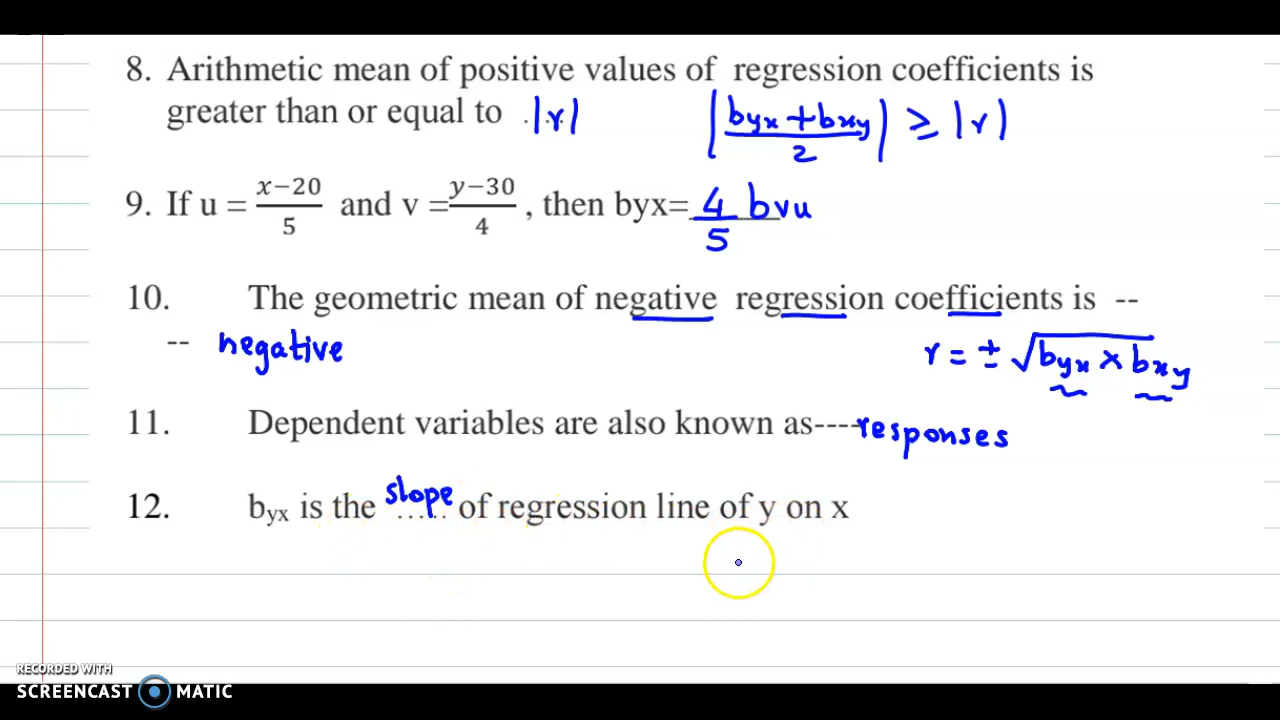 8. Arithmetic mean of positive values of regression coefficients is
greater than or equal to .|r|. |byx+bxy/2| ≥ |r|
9. If u = x−20/5 and v = y−30/4 , then byx= 4/5 bvu
10. The geometric mean of negative regression coefficients is --
-- negative r = ± √byx × bxy
11. Dependent variables are also known as----responses
12. byx is the slope of regression line of y on x
RECORDED WITH
SCREENCAST MATIC